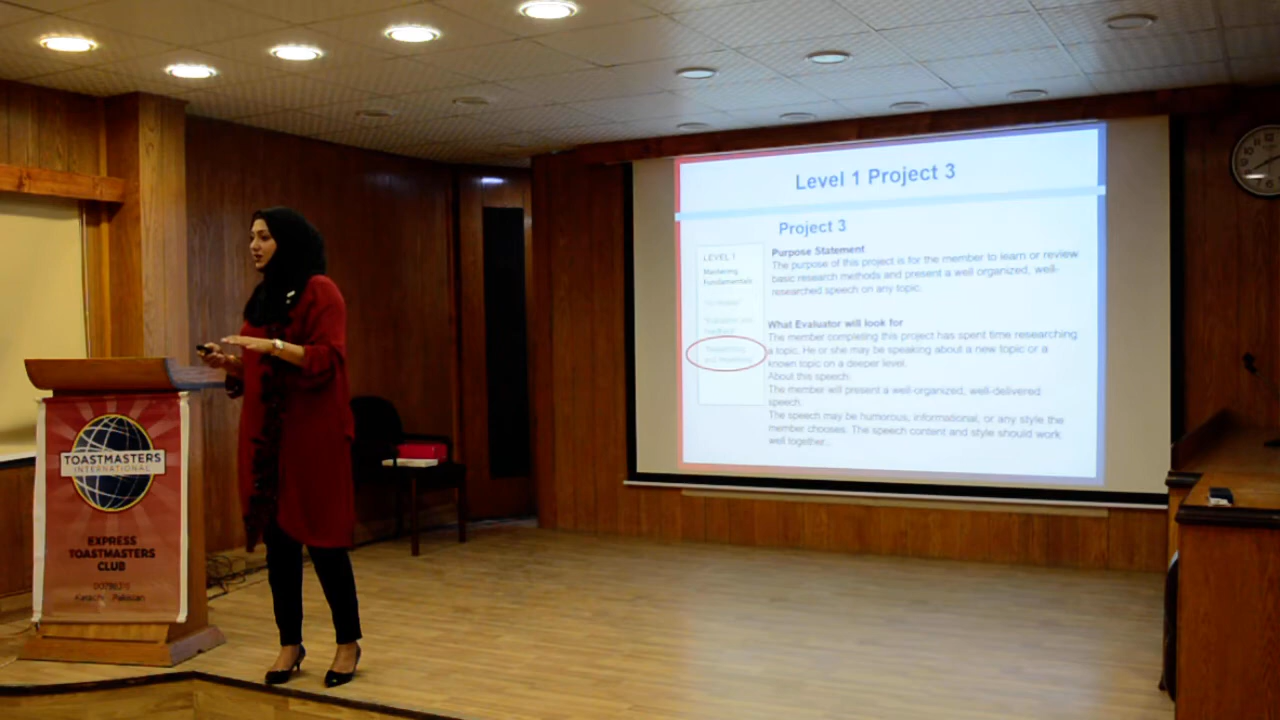 TOASTMASTERS
INTERNATIONAL
EXPRESS
TOASTMASTERS
CLUB
Karachi - Pakistan
Level 1 Project 3
Project 3
LEVEL 1
Mastering
Fundamentals
Purpose Statement
The purpose of this project is for the member to learn or review
basic research methods and present a well organized, well-
researched speech on any topic.
What Evaluator will look for
The member completing this project has spent time researching
a topic. He or she may be speaking about a new topic or a
known topic on a deeper level.
About this speech:
The member will present a well-organized, well-delivered
speech.
The speech may be humorous, informational, or any style the
member chooses. The speech content and style should work
well together.